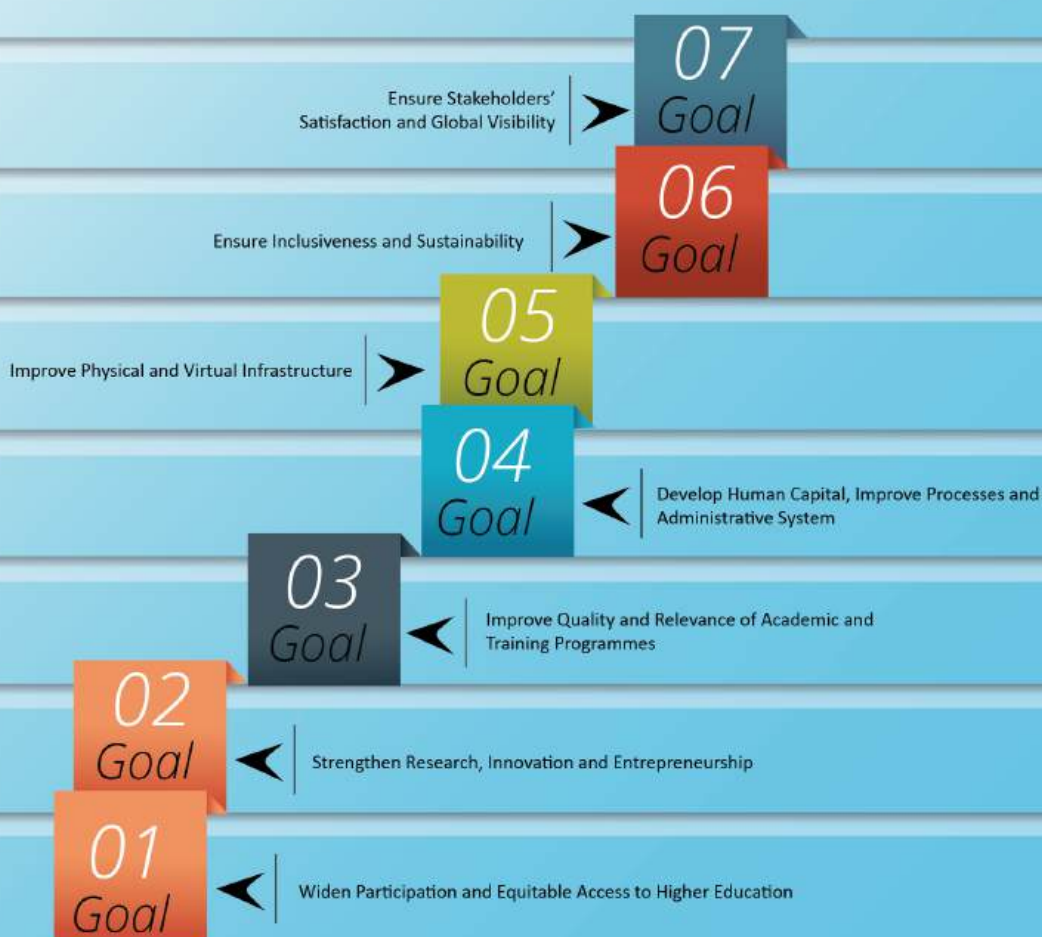 07
Goal
Ensure Stakeholders'
Satisfaction and Global Visibility
06
Goal
Ensure Inclusiveness and Sustainability
05
Goal
Improve Physical and Virtual Infrastructure
04
Goal
Develop Human Capital, Improve Processes and
Administrative System
03
Goal
Improve Quality and Relevance of Academic and
Training Programmes
02
Goal
Strengthen Research, Innovation and Entrepreneurship
01
Goal
Widen Participation and Equitable Access to Higher Education